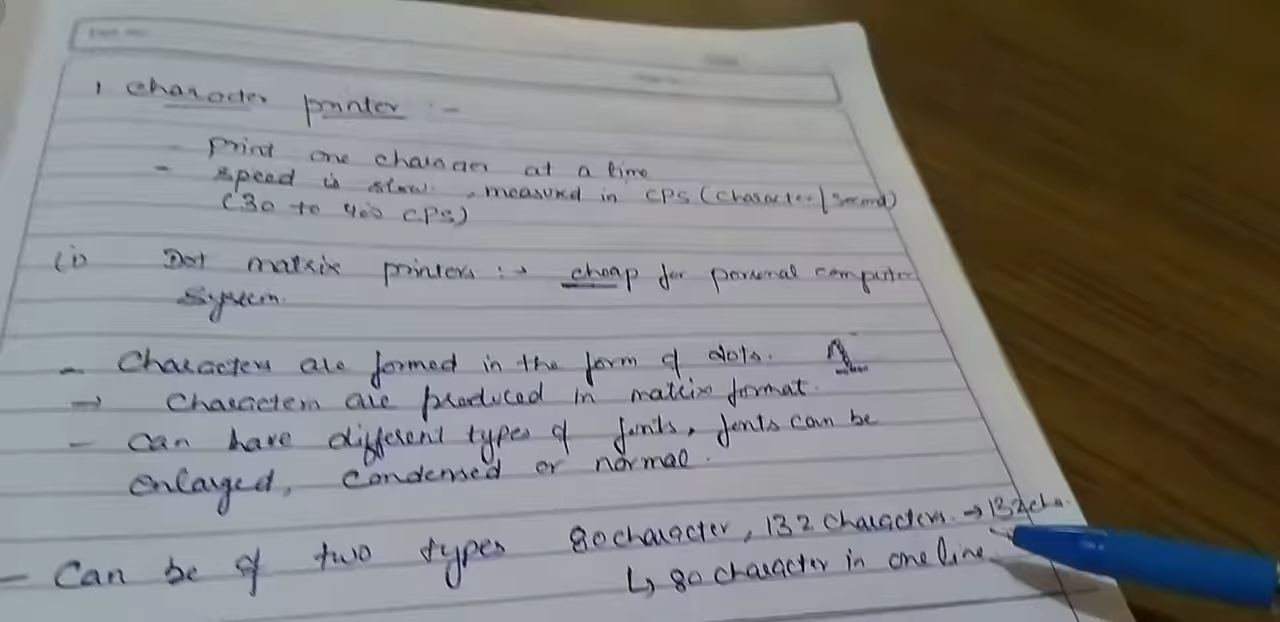 1 Character printer :-
- Print one character at a time
- speed is slow, measured in CPS (character/second)
(30 to 400 CPS)
(i) Dot matrix printers :→ cheap for personal computer
System.
- Characters are formed in the form of dots.
→ Characters are produced in matrix format.
- Can have different types of fonts, fonts can be
enlarged, condensed or normal.
- Can be of two types 80 character, 132 characters. → 132 cha.
↳ 80 character in one line